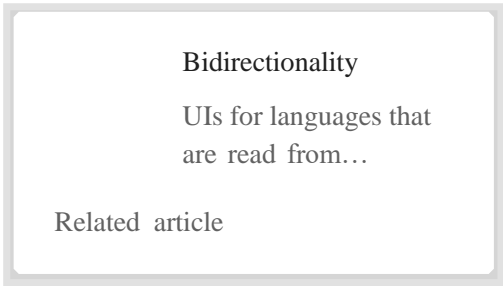 Bidirectionality
UIs for languages that
are read from…
Related article